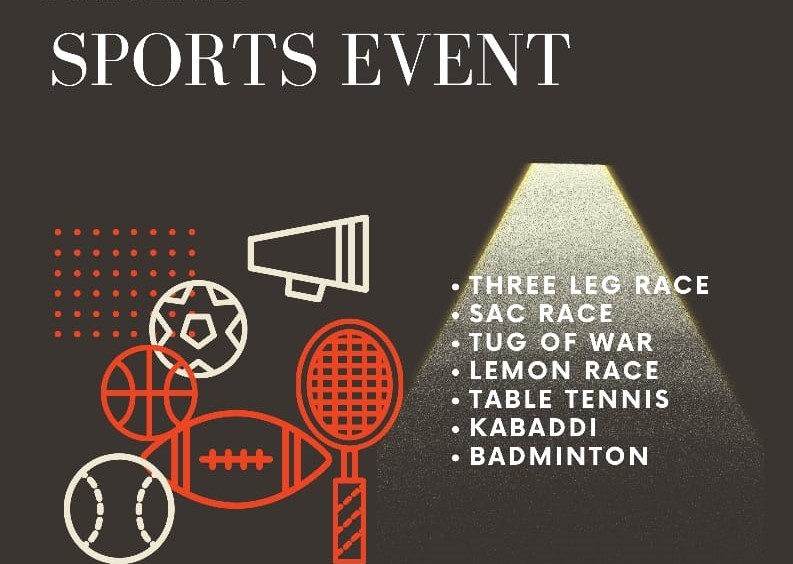 SPORTS EVENT
• THREE LEG RACE
• SAC RACE
• TUG OF WAR
• LEMON RACE
• TABLE TENNIS
• KABADDI
• BADMINTON